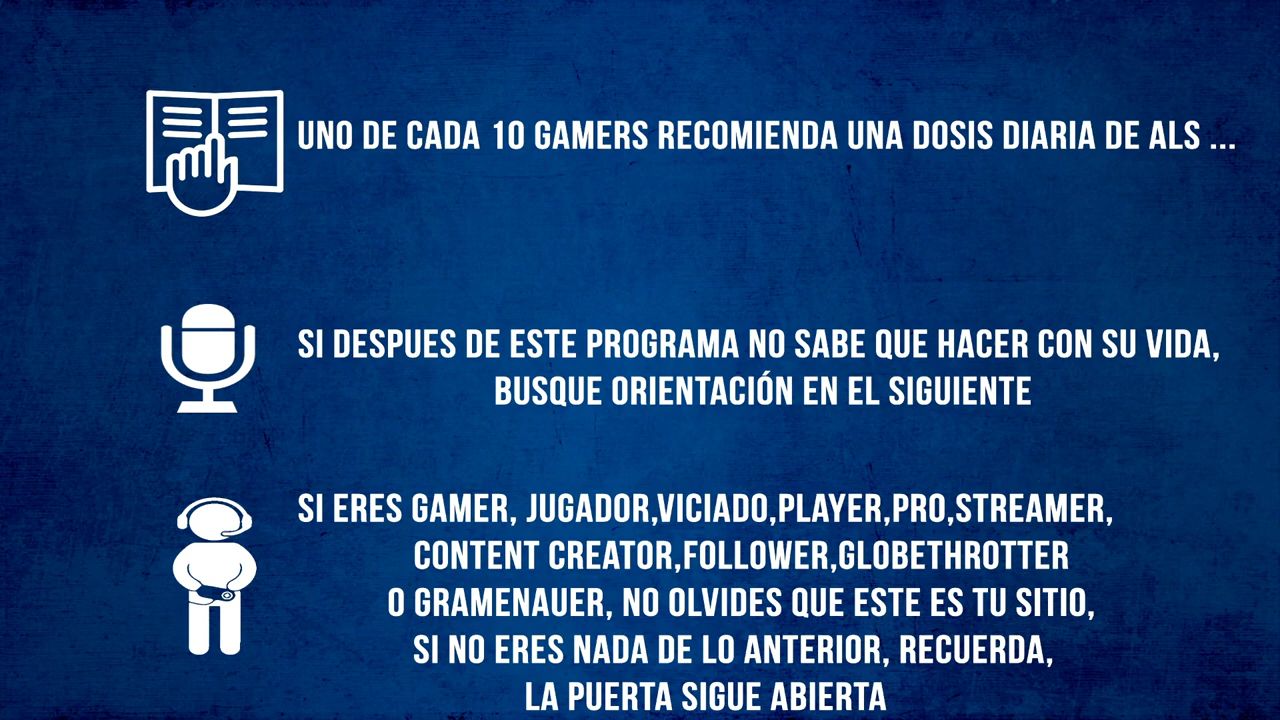 UNO DE CADA 10 GAMERS RECOMIENDA UNA DOSIS DIARIA DE ALS ...
SI DESPUES DE ESTE PROGRAMA NO SABE QUE HACER CON SU VIDA,
BUSQUE ORIENTACIÓN EN EL SIGUIENTE
SI ERES GAMER, JUGADOR,VICIADO,PLAYER,PRO,STREAMER,
CONTENT CREATOR,FOLLOWER,GLOBETHROTTER
O GRAMENAUER, NO OLVIDES QUE ESTE ES TU SITIO,
SI NO ERES NADA DE LO ANTERIOR, RECUERDA,
LA PUERTA SIGUE ABIERTA